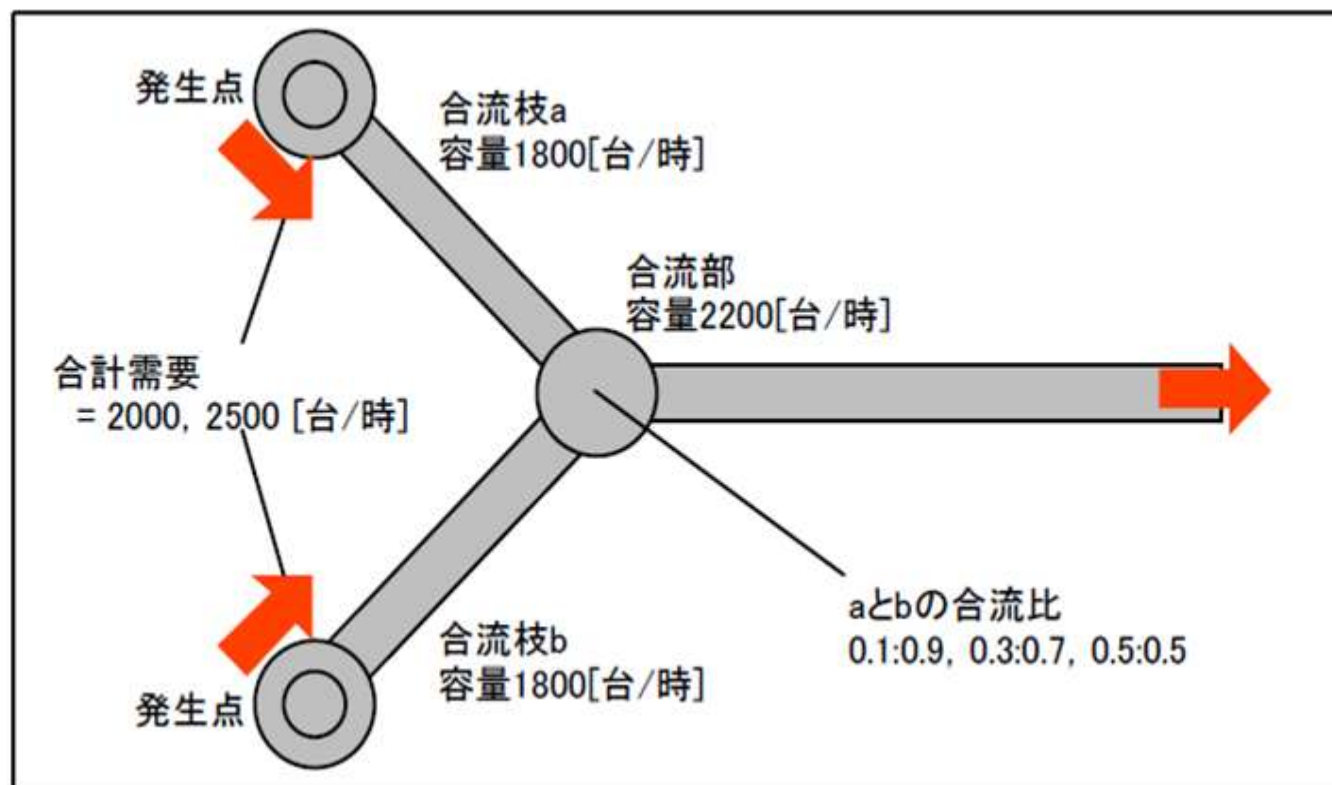 発生点
合流枝a
容量1800[台/時]
合流部
容量2200[台/時]
合計需要
= 2000, 2500 [台/時]
aとbの合流比
0.1:0.9, 0.3:0.7, 0.5:0.5
合流枝b
容量1800[台/時]
発生点